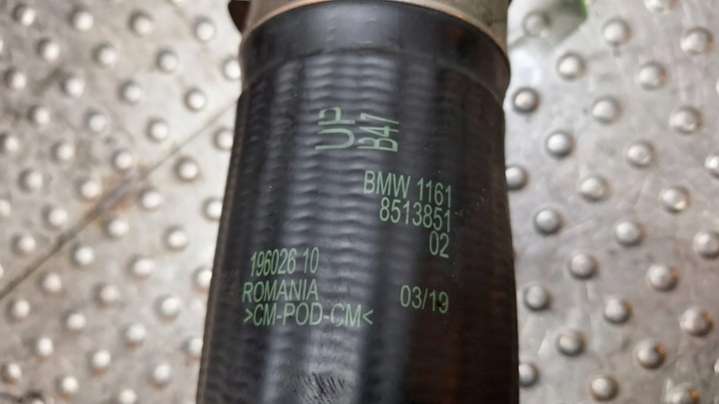 UP
B47
BMW 1161
8513851
02
196026 10
ROMANIA
03/19
>CM-POD-CM<